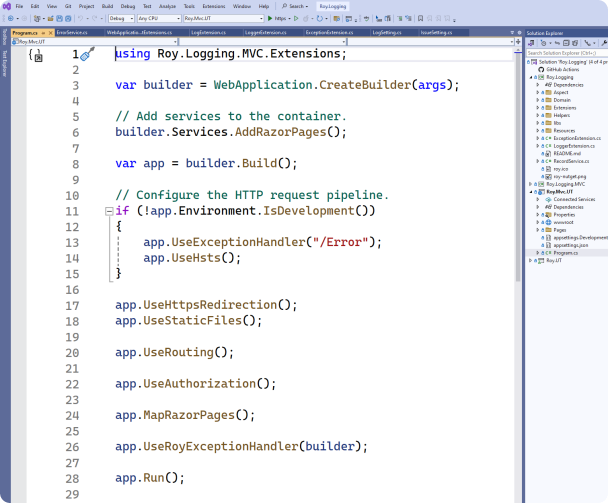 File Edit View Git Project Build Debug Test Analyze Tools Extensions Window Help Search Roy.Logging
Debug Any CPU Roy.Mvc.UT https
Program.cs ErrorService.cs WebApplication...IExtensions.cs LogExtension.cs LoggerExtension.cs ExceptionExtension.cs LogSetting.cs IssueSetting.cs
Roy.Mvc.UT
Toolbox
Test Explorer
1 using Roy.Logging.MVC.Extensions;
2
3 var builder = WebApplication.CreateBuilder(args);
4
5 // Add services to the container.
6 builder.Services.AddRazorPages();
7
8 var app = builder.Build();
9
10 // Configure the HTTP request pipeline.
11 if (!app.Environment.IsDevelopment())
12 {
13 app.UseExceptionHandler("/Error");
14 app.UseHsts();
15 }
16
17 app.UseHttpsRedirection();
18 app.UseStaticFiles();
19
20 app.UseRouting();
21
22 app.UseAuthorization();
23
24 app.MapRazorPages();
25
26 app.UseRoyExceptionHandler(builder);
27
28 app.Run();
29
Solution Explorer
Search Solution Explorer (Ctrl+;)
Solution 'Roy.Logging' (4 of 4 pr
GitHub Actions
Roy.Logging
Dependencies
Aspect
Domain
Extensions
Helpers
libs
Resources
ExceptionExtension.cs
LoggerExtension.cs
README.md
RecordService.cs
roy.ico
roy-nutget.png
Roy.Logging.MVC
Roy.Mvc.UT
Connected Services
Dependencies
Properties
wwwroot
Pages
appsettings.Development
appsettings.json
Program.cs
Roy.UT